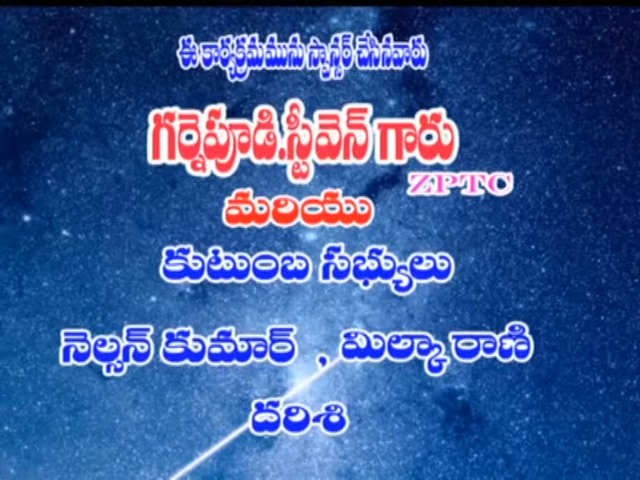 ఈ కార్యక్రమమును స్పాన్సర్ చేసినవారు
గర్నెపూడి.స్టీవెన్ గారు
ZPTC
మరియు
కుటుంబ సభ్యులు
నెల్సన్ కుమార్ , మిల్కా రాణి
దరిశి